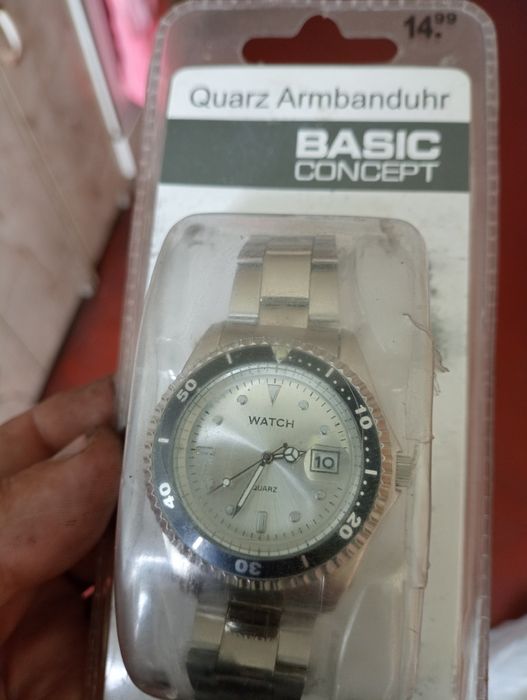 14.99
Quarz Armbanduhr
BASIC
CONCEPT
WATCH
10
QUARZ
10
20
30
40
50